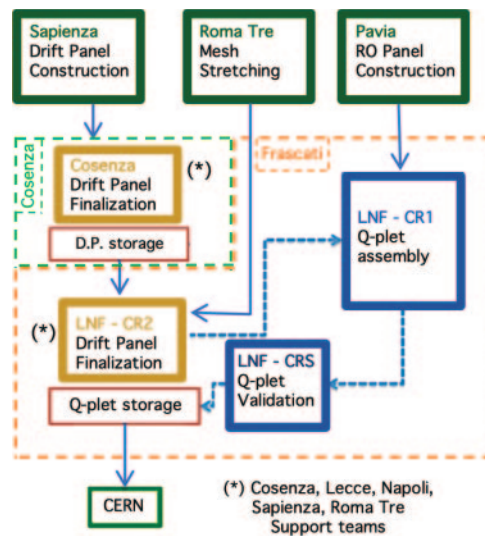 Sapienza
Drift Panel
Construction
Roma Tre
Mesh
Stretching
Pavia
RO Panel
Construction
Cosenza
Frascati
Cosenza
Drift Panel
Finalization
(*)
D.P. storage
LNF - CR1
Q-plet
assembly
(*)
LNF - CR2
Drift Panel
Finalization
LNF - CRS
Q-plet
Validation
Q-plet storage
CERN
(*) Cosenza, Lecce, Napoli,
Sapienza, Roma Tre
Support teams